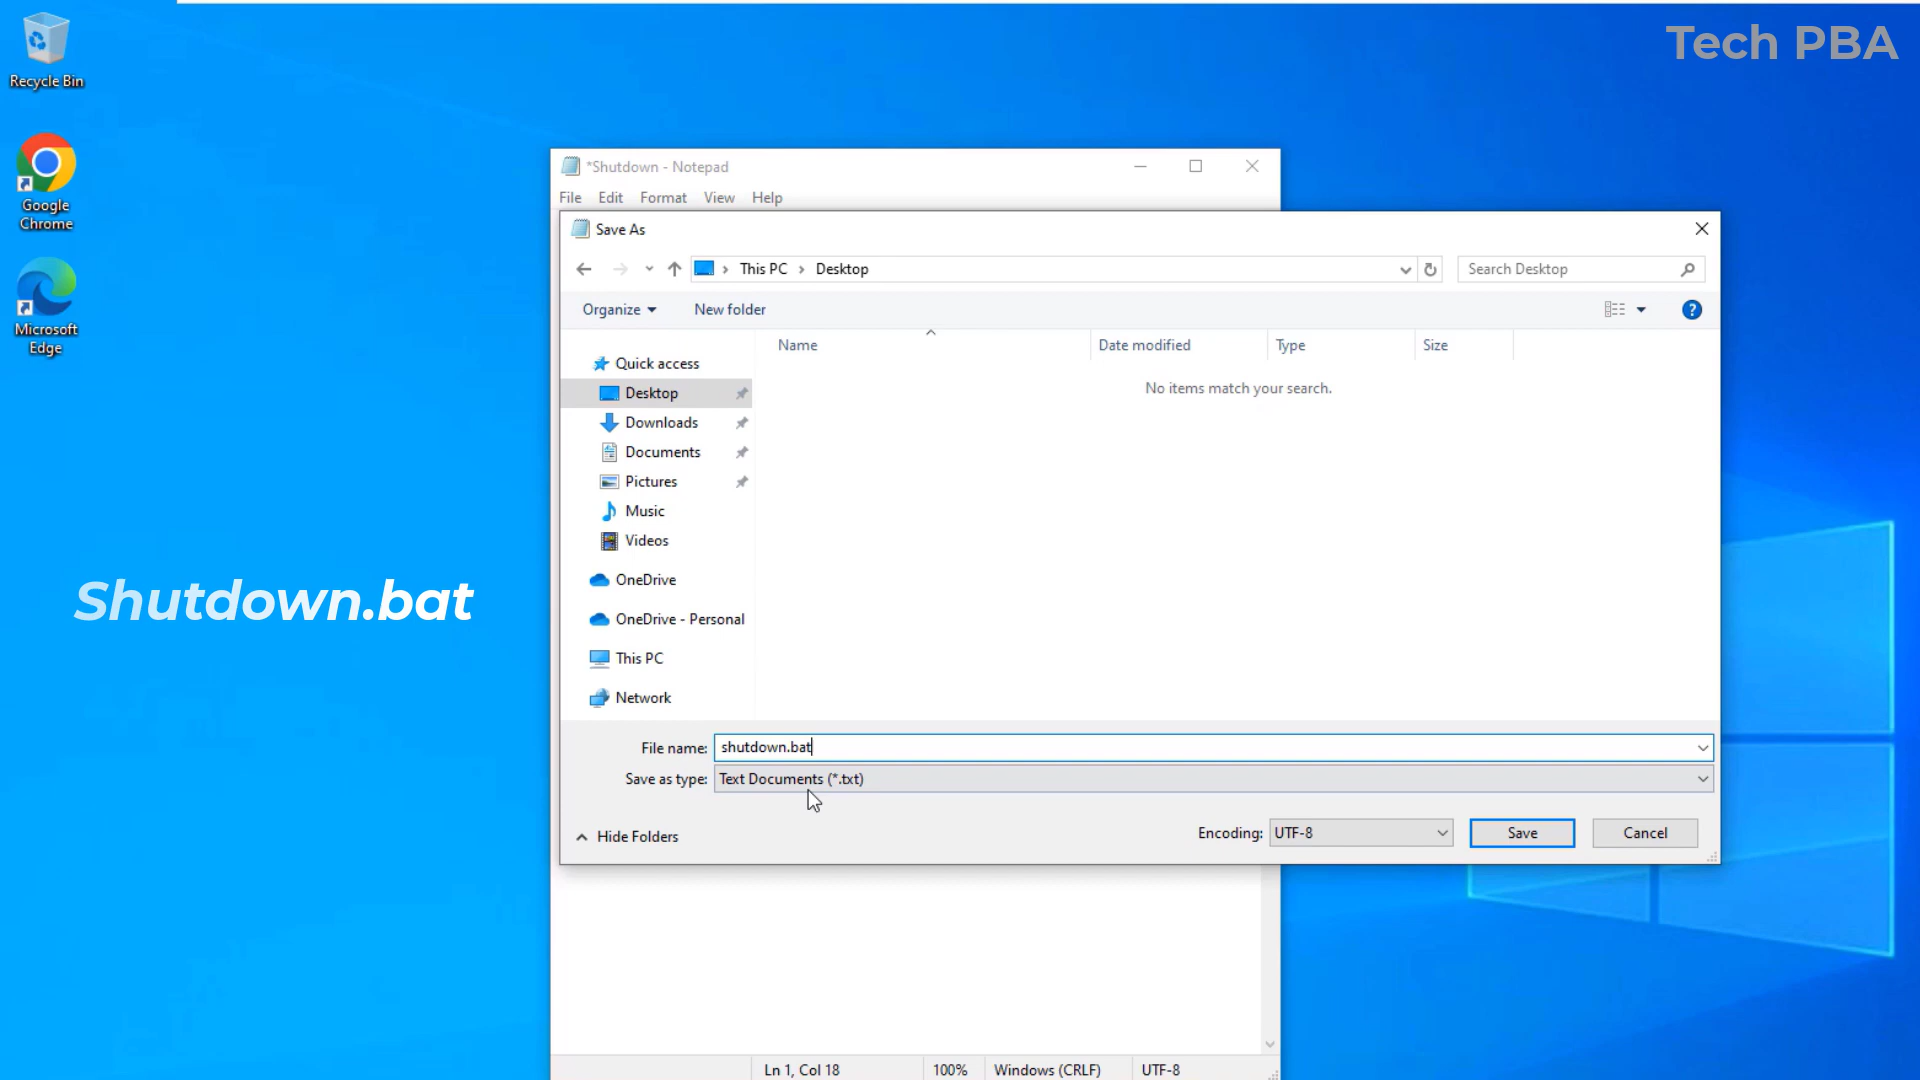 Tech PBA
Recycle Bin
Google
Chrome
Microsoft
Edge
Shutdown.bat
*Shutdown - Notepad
File Edit Format View Help
Save As
This PC Desktop
Search Desktop
Organize New folder
?
Name Date modified Type Size
No items match your search.
Quick access
Desktop
Downloads
Documents
Pictures
Music
Videos
OneDrive
OneDrive - Personal
This PC
Network
File name: shutdown.bat
Save as type: Text Documents (*.txt)
Hide Folders
Encoding: UTF-8 Save Cancel
Ln 1, Col 18 100% Windows (CRLF) UTF-8